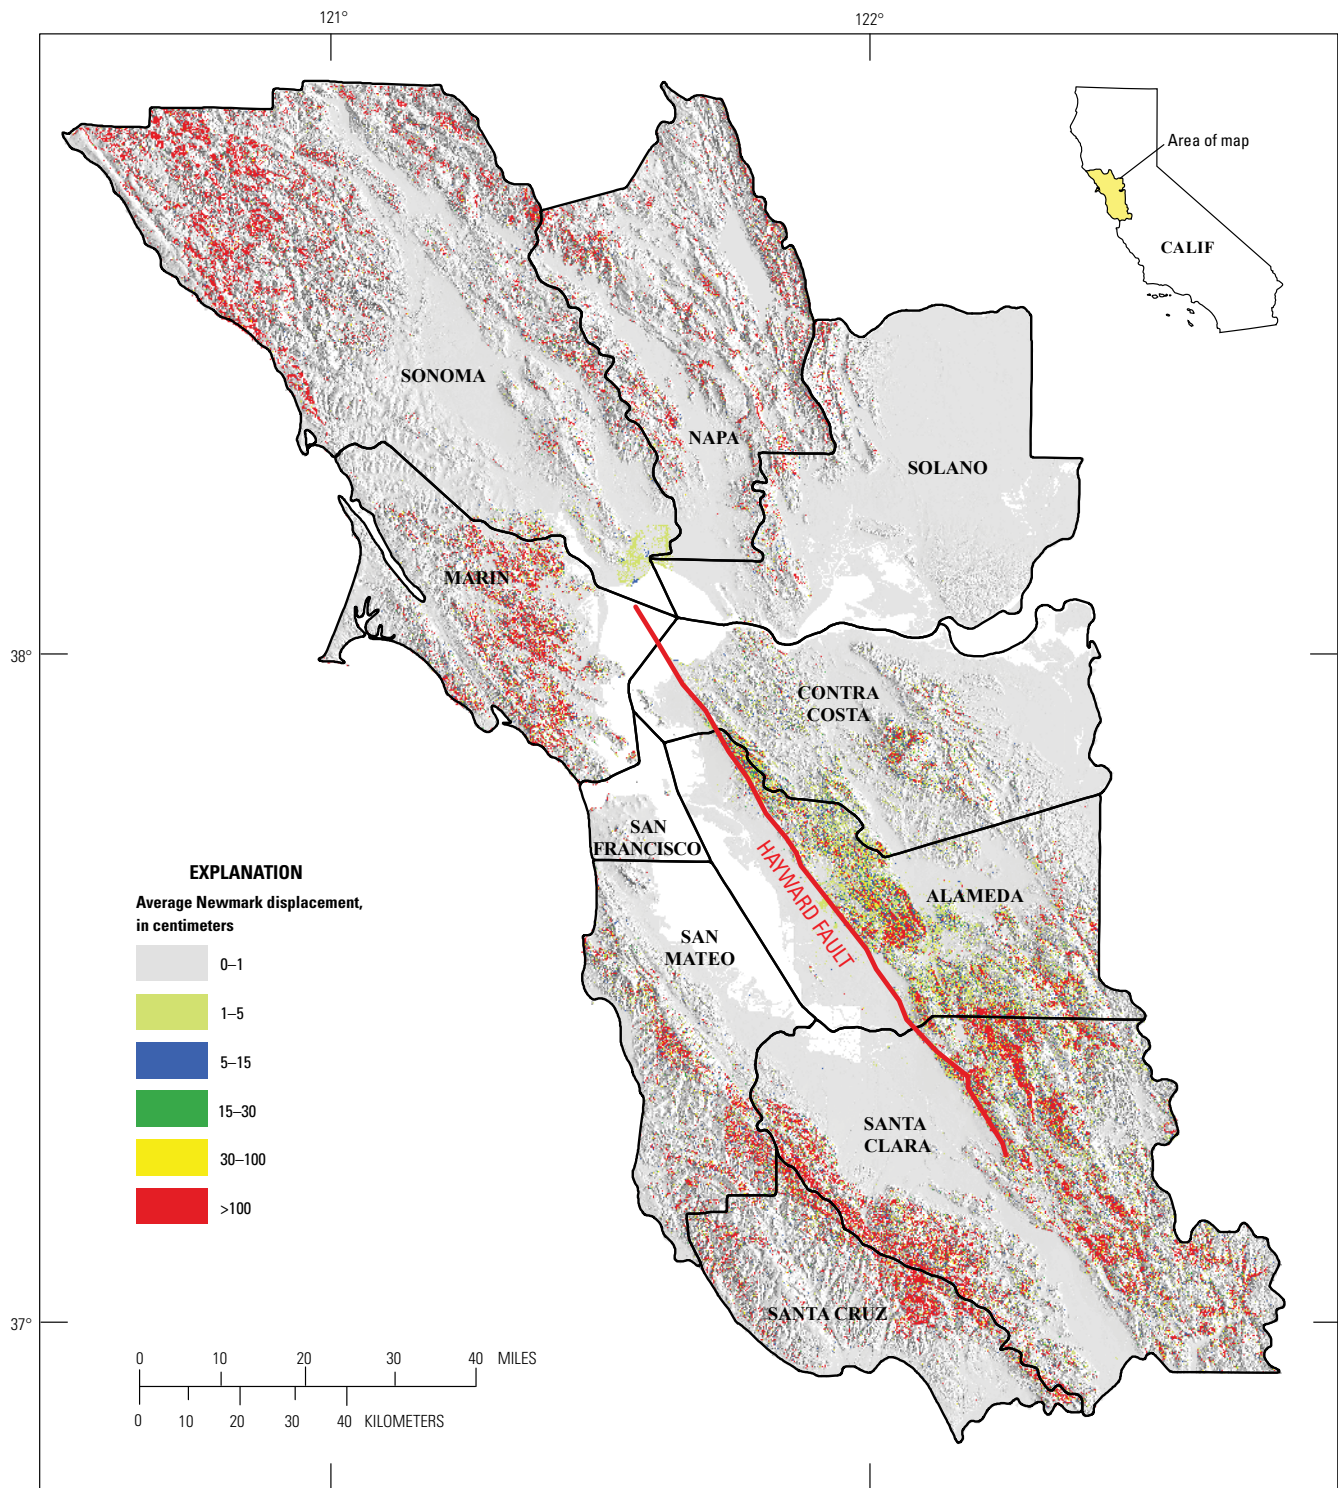 121°
122°
Area of map
CALIF
SONOMA
NAPA
SOLANO
MARIN
38°
CONTRA
COSTA
SAN
FRANCISCO
HAYWARD FAULT
ALAMEDA
SAN
MATEO
EXPLANATION
Average Newmark displacement,
in centimeters
0–1
1–5
5–15
15–30
30–100
>100
SANTA
CLARA
SANTA CRUZ
37°
0 10 20 30 40 MILES
0 10 20 30 40 KILOMETERS